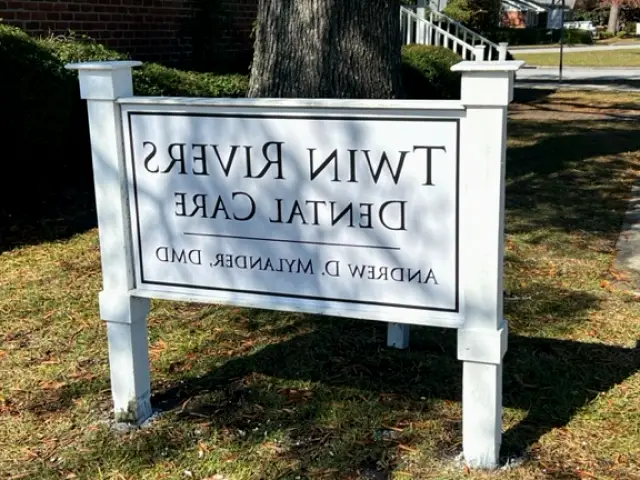 TWIN RIVERS
DENTAL CARE
ANDREW D. MYLANDER, DMD